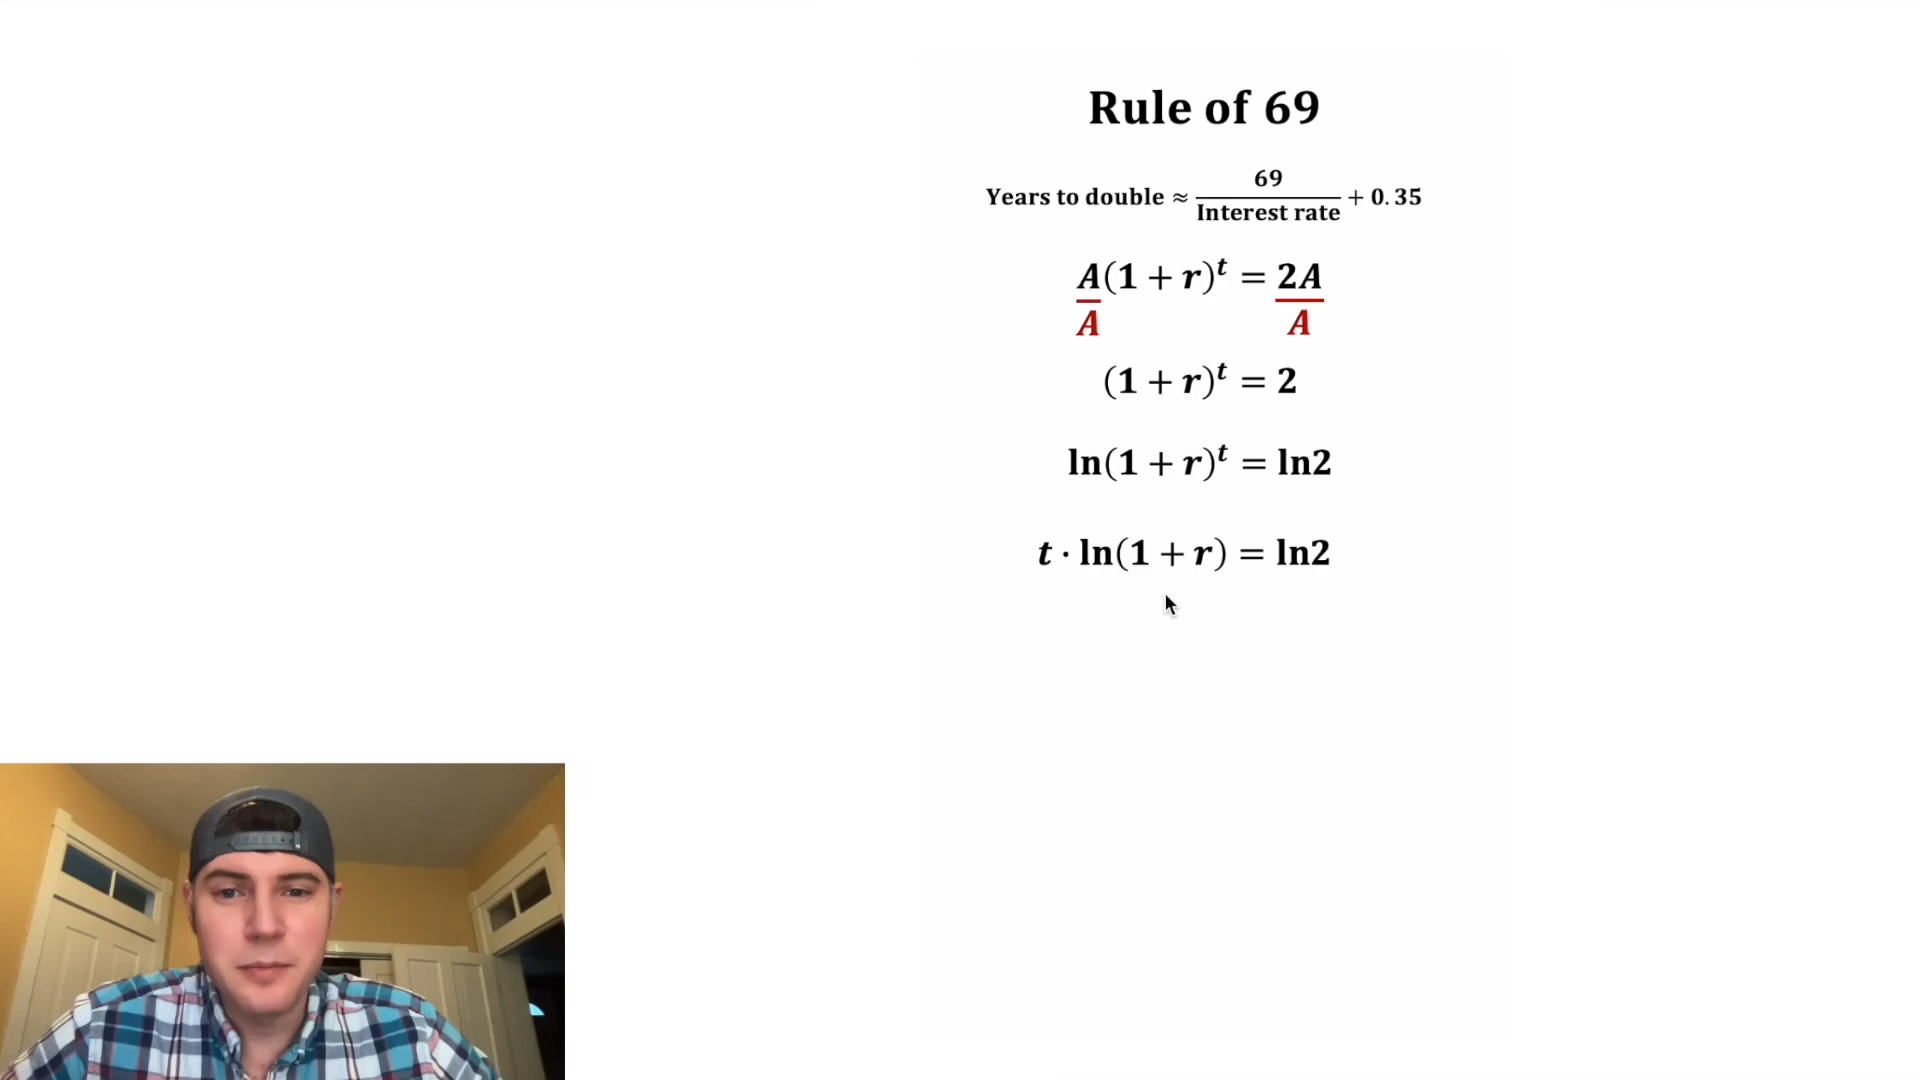 Rule of 69
Years to double ≈ 69/Interest rate + 0.35
A(1 + r)^t = 2A
A A
(1 + r)^t = 2
ln(1 + r)^t = ln2
t · ln(1 + r) = ln2